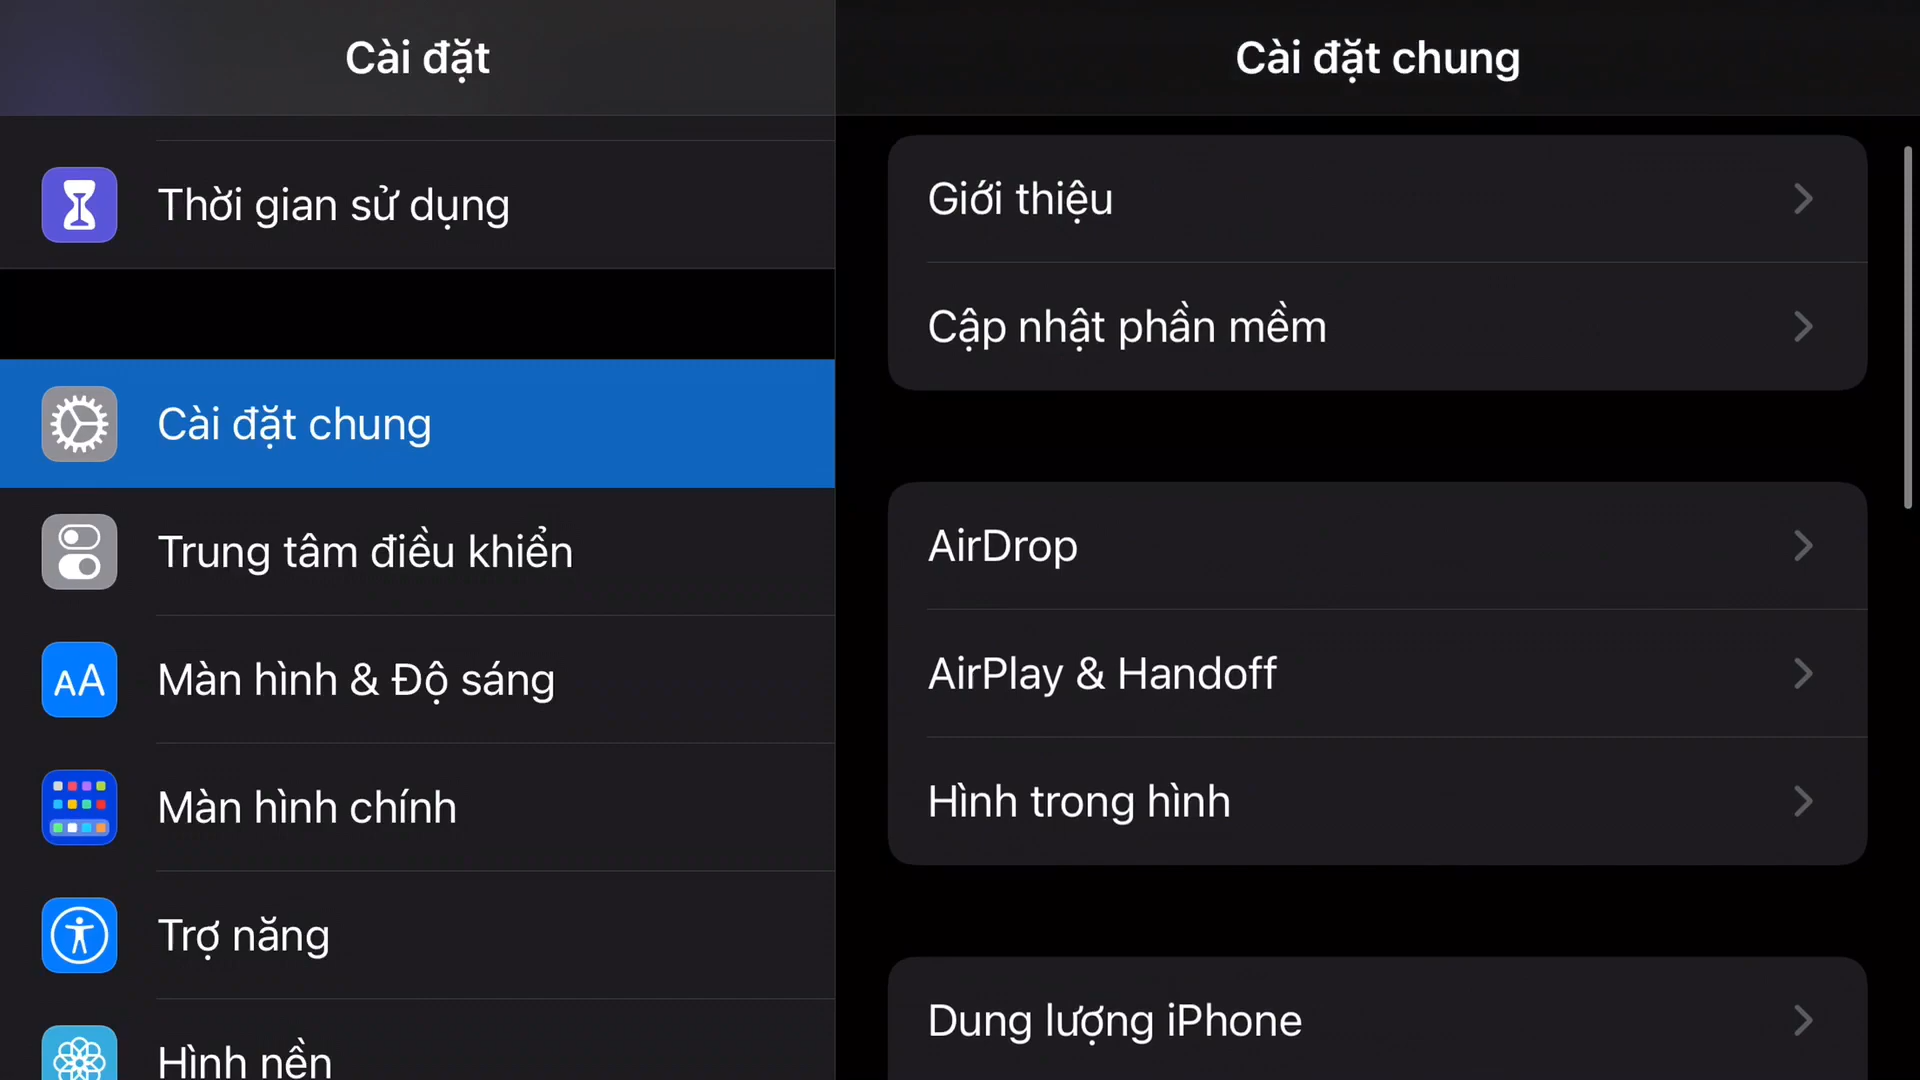 Cài đặt
Thời gian sử dụng
Cài đặt chung
Trung tâm điều khiển
AA Màn hình & Độ sáng
Màn hình chính
Trợ năng
Hình nền
Cài đặt chung
Giới thiệu
Cập nhật phần mềm
AirDrop
AirPlay & Handoff
Hình trong hình
Dung lượng iPhone